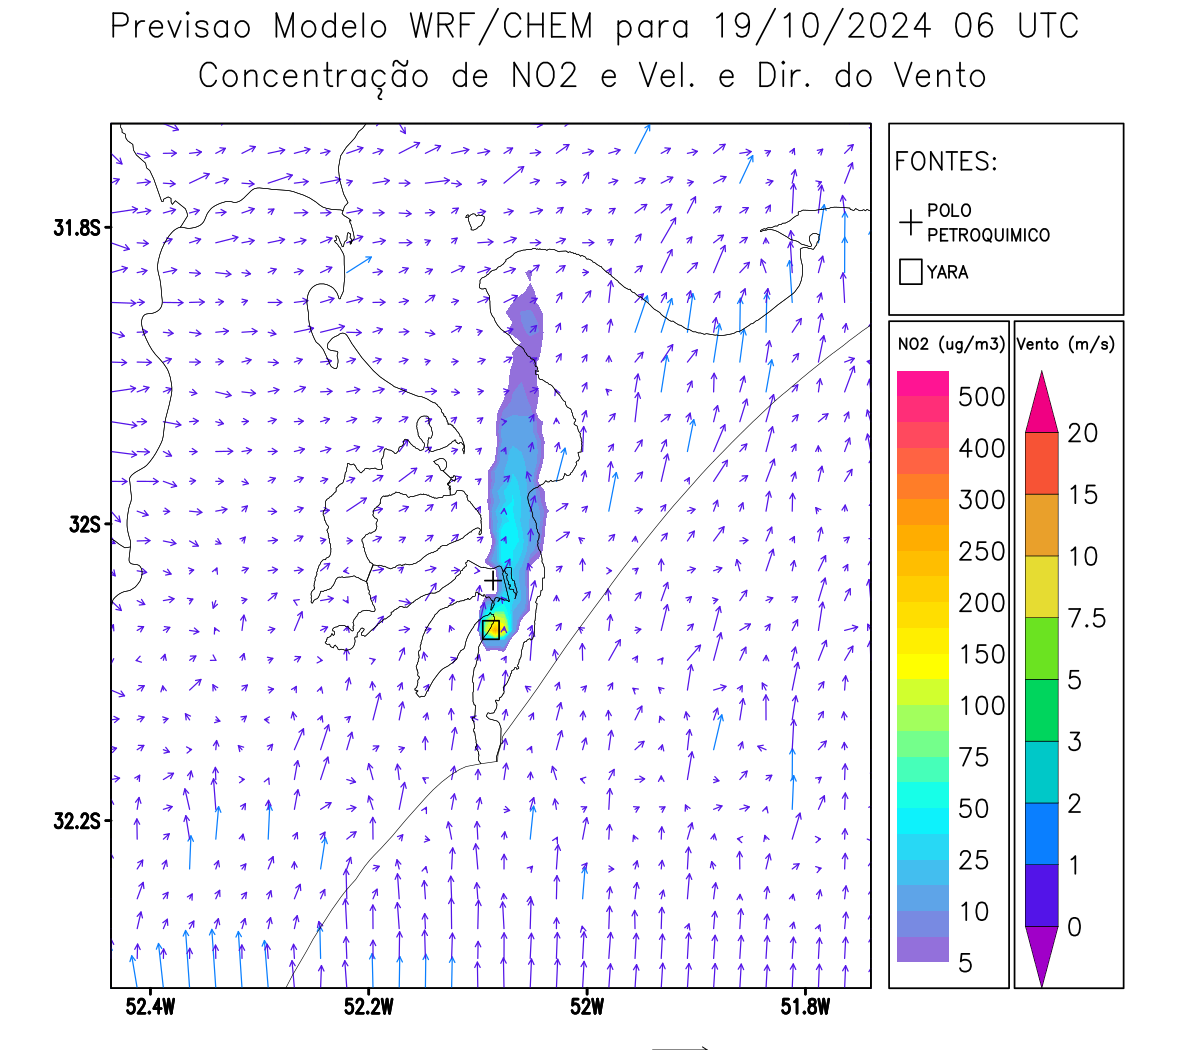 Previsao Modelo WRF/CHEM para 19/10/2024 06 UTC
Concentração de NO2 e Vel. e Dir. do Vento
FONTES:
POLO
PETROQUIMICO
YARA
NO2 (ug/m3)
500
400
300
250
200
150
100
75
50
25
10
5
Vento (m/s)
20
15
10
7.5
5
3
2
1
0
31.8S
32S
32.2S
52.4W
52.2W
52W
51.8W